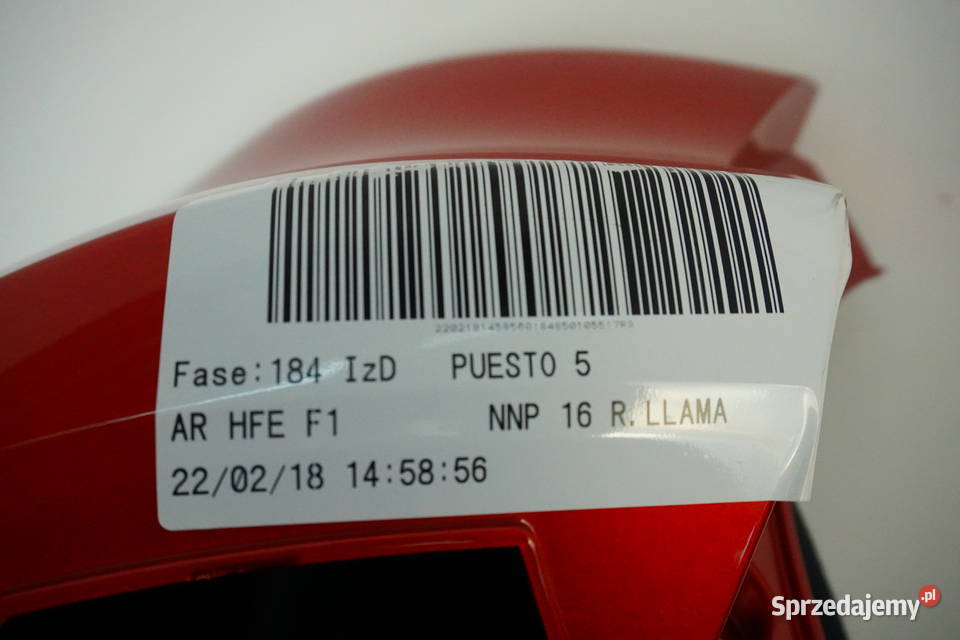 Fase:184 IzD PUESTO 5
AR HFE F1 NNP 16 R.LLAMA
22/02/18 14:58:56
Sprzedajemy.pl